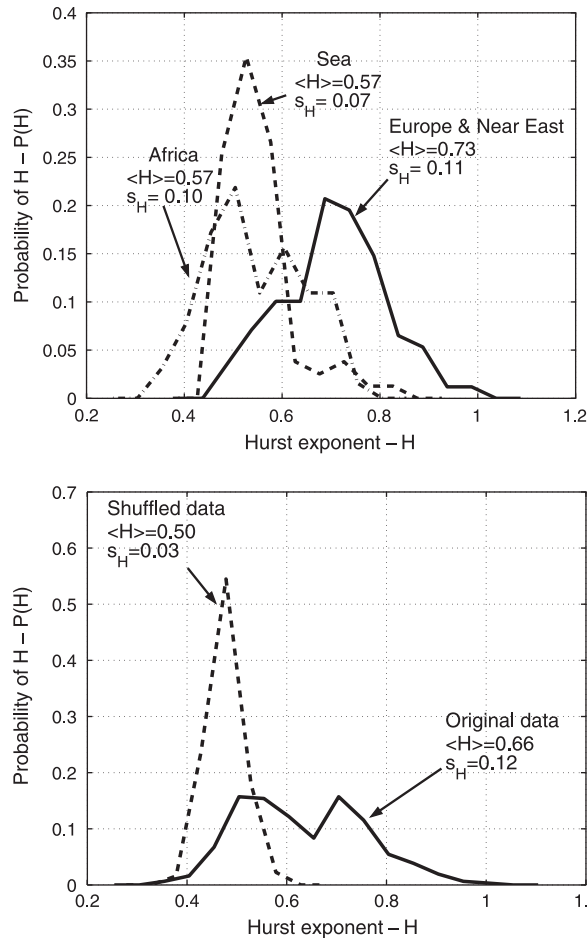 0.4
0.35
0.3
0.25
0.2
0.15
0.1
0.05
0
Probability of H – P(H)
Sea
<H>=0.57
s_H= 0.07
Africa
<H>=0.57
s_H= 0.10
Europe & Near East
<H>=0.73
s_H= 0.11
0.2 0.4 0.6 0.8 1 1.2
Hurst exponent – H
0.7
0.6
0.5
0.4
0.3
0.2
0.1
0
Probability of H – P(H)
Shuffled data
<H>=0.50
s_H=0.03
Original data
<H>=0.66
s_H=0.12
0.2 0.4 0.6 0.8 1 1.
Hurst exponent – H